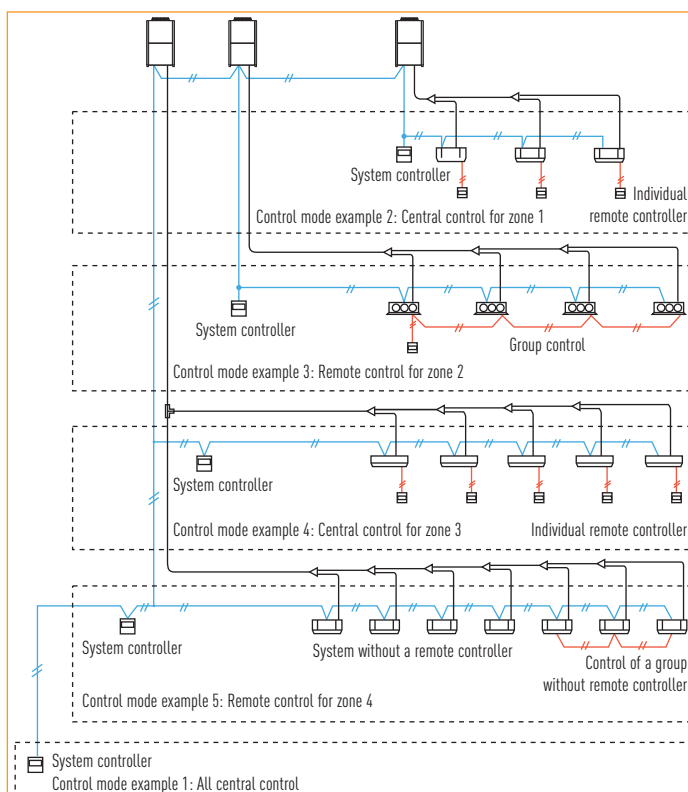 System controller
Individual
remote controller
Control mode example 2: Central control for zone 1
System controller
Group control
Control mode example 3: Remote control for zone 2
System controller
Control mode example 4: Central control for zone 3
Individual remote controller
System controller
System without a remote controller
Control of a group
without remote controller
Control mode example 5: Remote control for zone 4
System controller
Control mode example 1: All central control